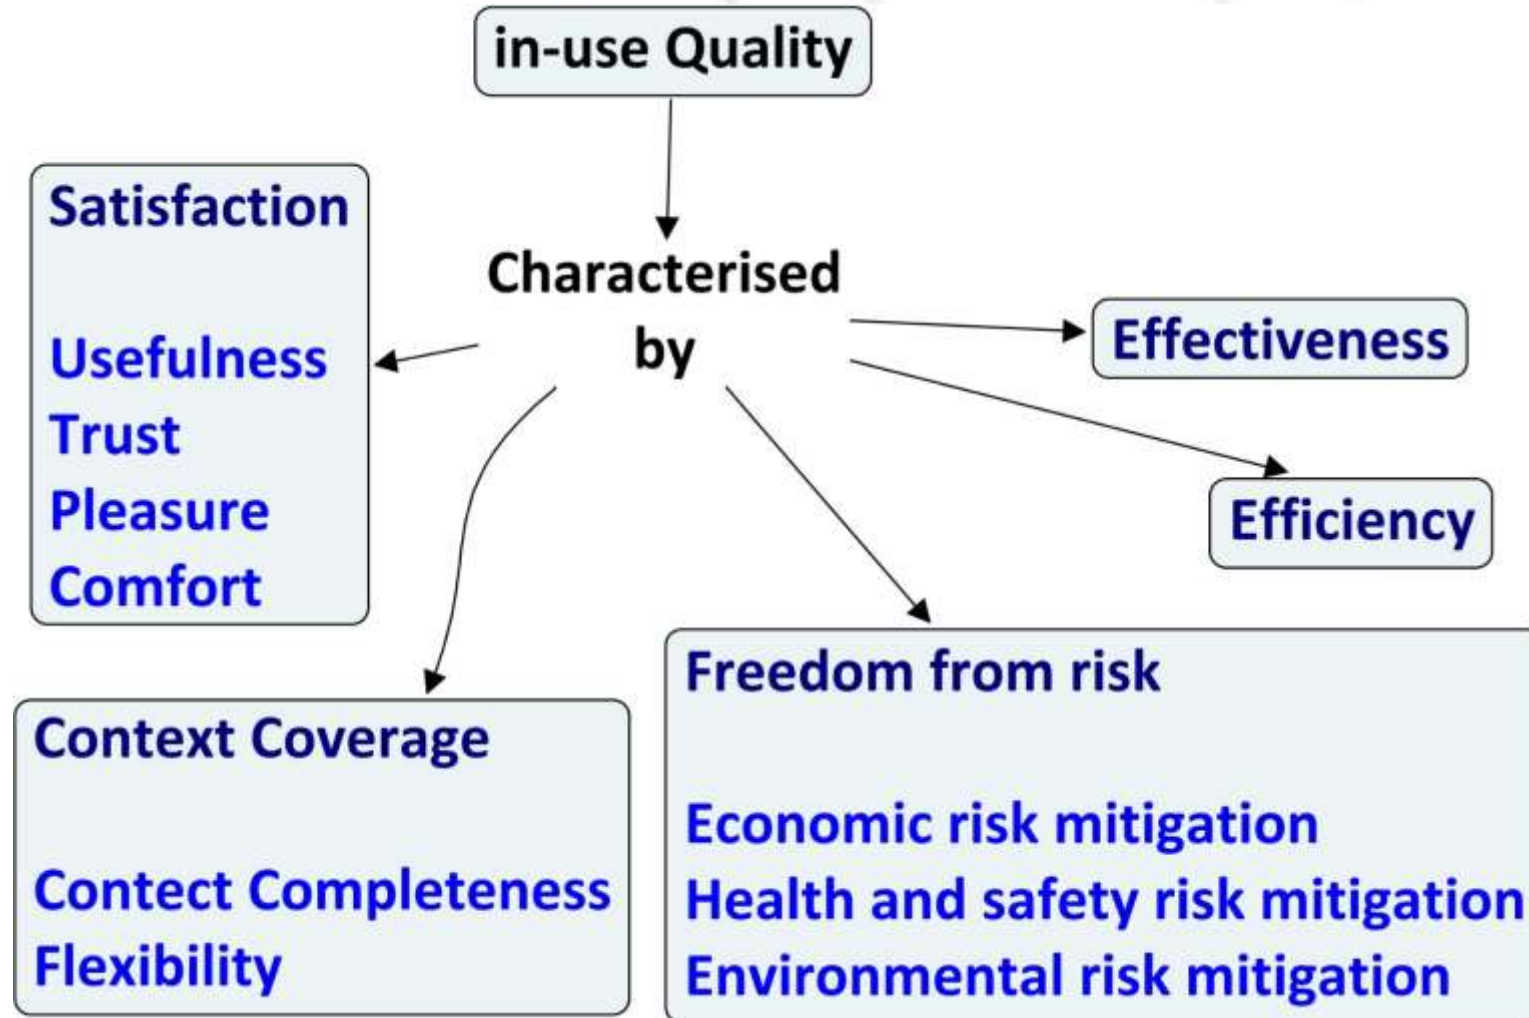 in-use Quality
Characterised
by
Satisfaction
Usefulness
Trust
Pleasure
Comfort
Effectiveness
Efficiency
Context Coverage
Contect Completeness
Flexibility
Freedom from risk
Economic risk mitigation
Health and safety risk mitigation
Environmental risk mitigation